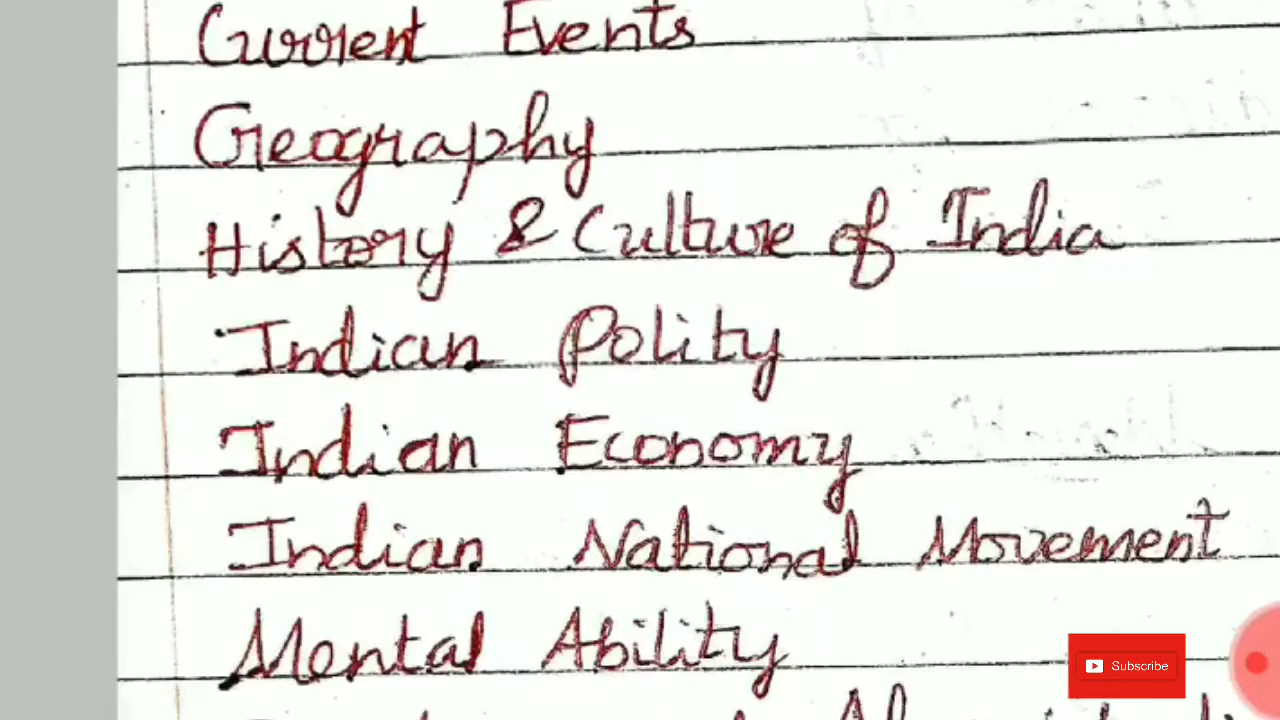 Current Events
Geography
History & Culture of India
Indian Polity
Indian Economy
Indian National Movement
Mental Ability
Subscribe